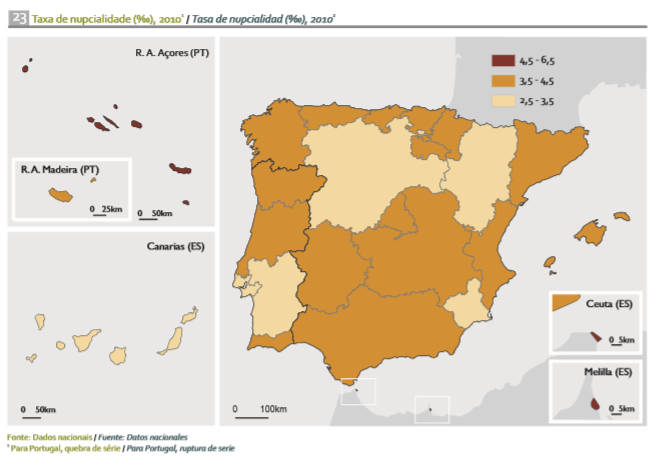 23 Taxa de nupcialidade (‰), 2010¹ / Tasa de nupcialidad (‰), 2010¹
R. A. Açores (PT)
4,5 - 6,5
3,5 - 4,5
2,5 - 3,5
R.A. Madeira (PT)
0 25km
0 50km
Canarias (ES)
0 50km
0 100km
Ceuta (ES)
0 5km
Melilla (ES)
0 5km
Fonte: Dados nacionais / Fuente: Datos nacionales
¹ Para Portugal, quebra de série / Para Portugal, ruptura de serie